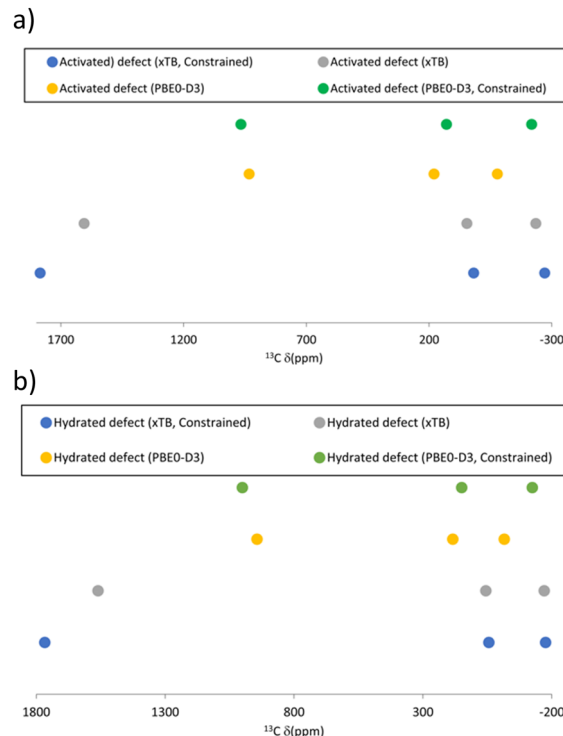 a)
Activated) defect (xTB, Constrained) Activated defect (xTB)
Activated defect (PBE0-D3) Activated defect (PBE0-D3, Constrained)
1700 1200 700 200 -300
¹³C δ(ppm)
b)
Hydrated defect (xTB, Constrained) Hydrated defect (xTB)
Hydrated defect (PBE0-D3) Hydrated defect (PBE0-D3, Constrained)
1800 1300 800 300 -200
¹³C δ(ppm)